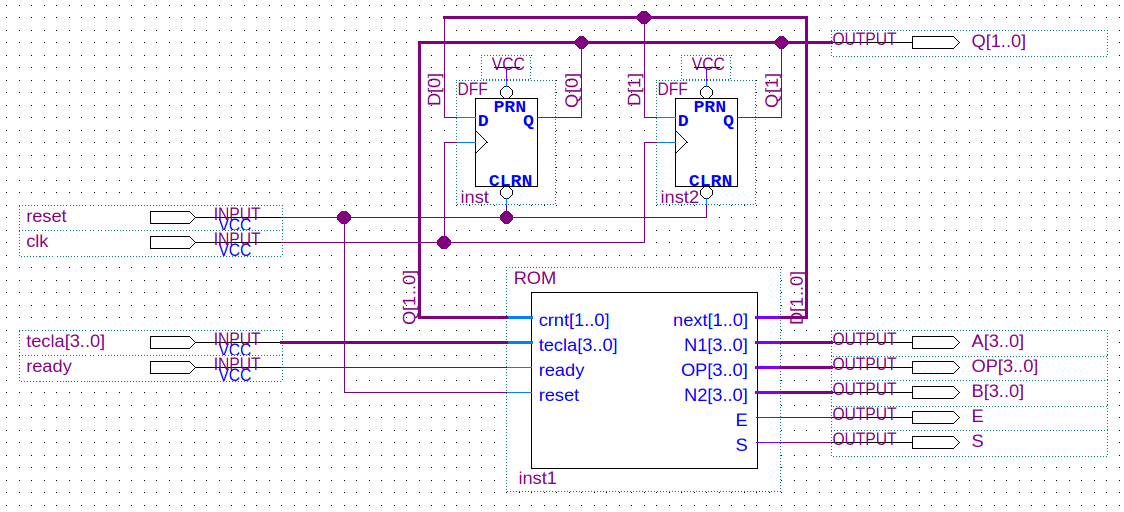 OUTPUT Q[1..0]
VCC VCC
D[0] DFF Q[0] D[1] DFF Q[1]
PRN PRN
D Q D Q
CLRN CLRN
inst inst2
reset INPUT
VCC
clk INPUT
VCC
Q[1..0] ROM D[1..0]
crnt[1..0] next[1..0]
tecla[3..0] INPUT
VCC
tecla[3..0] N1[3..0] OUTPUT A[3..0]
ready INPUT
VCC
ready OP[3..0] OUTPUT OP[3..0]
reset N2[3..0] OUTPUT B[3..0]
E OUTPUT E
S OUTPUT S
inst1